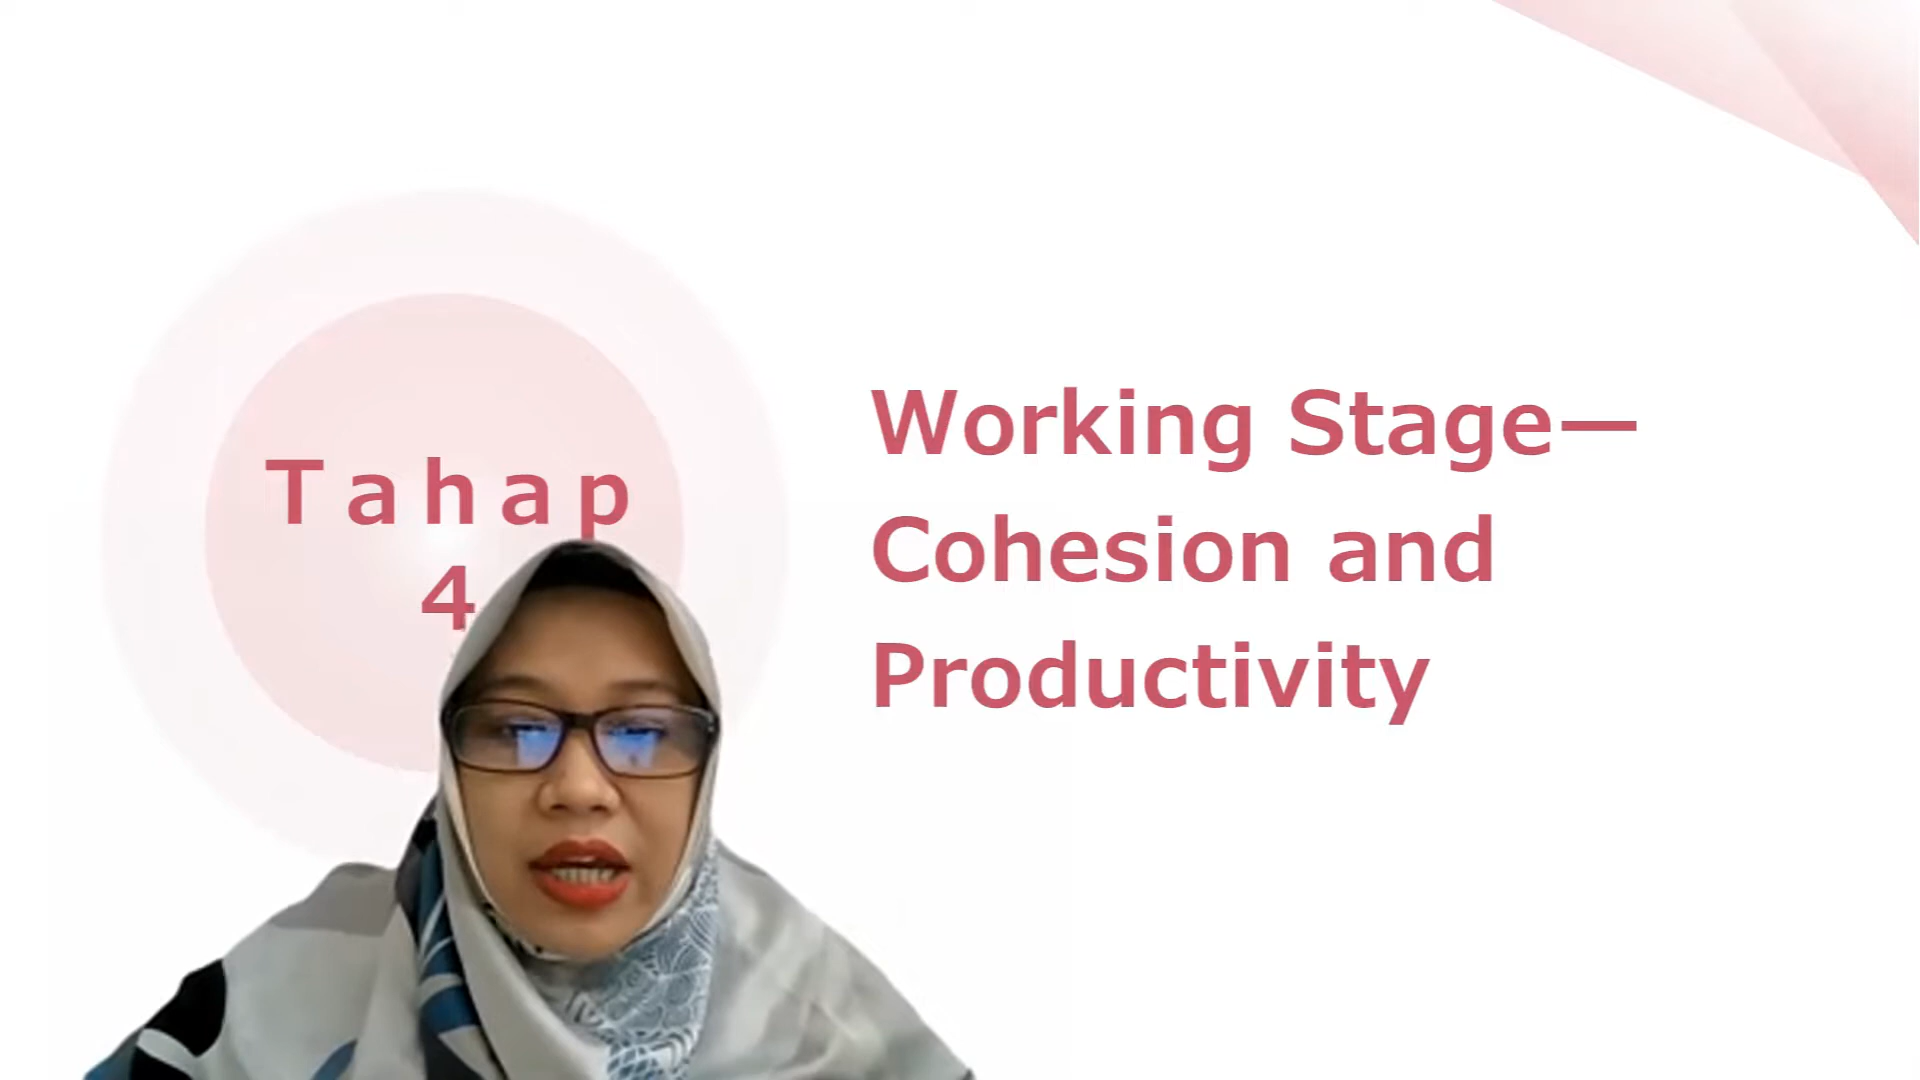 Tahap
4
Working Stage—
Cohesion and
Productivity